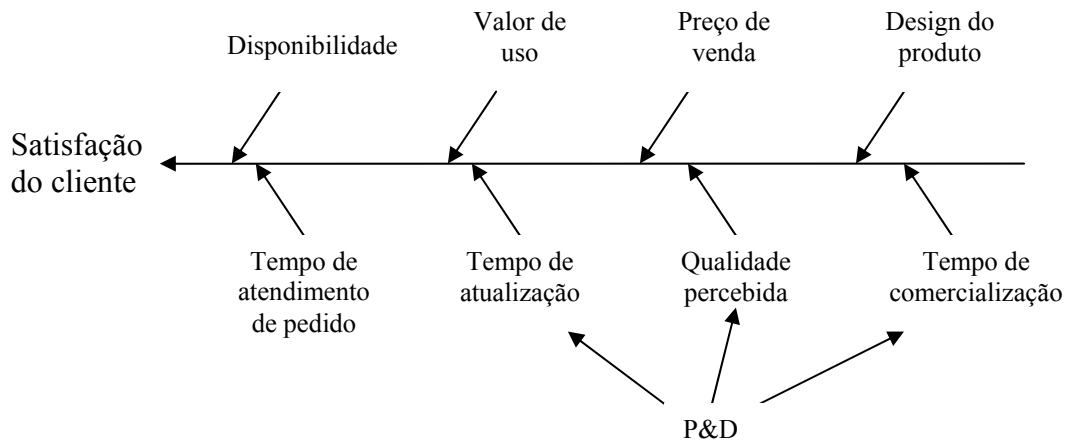 Disponibilidade
Valor de
uso
Preço de
venda
Design do
produto
Satisfação
do cliente
Tempo de
atendimento
de pedido
Tempo de
atualização
Qualidade
percebida
Tempo de
comercialização
P&D